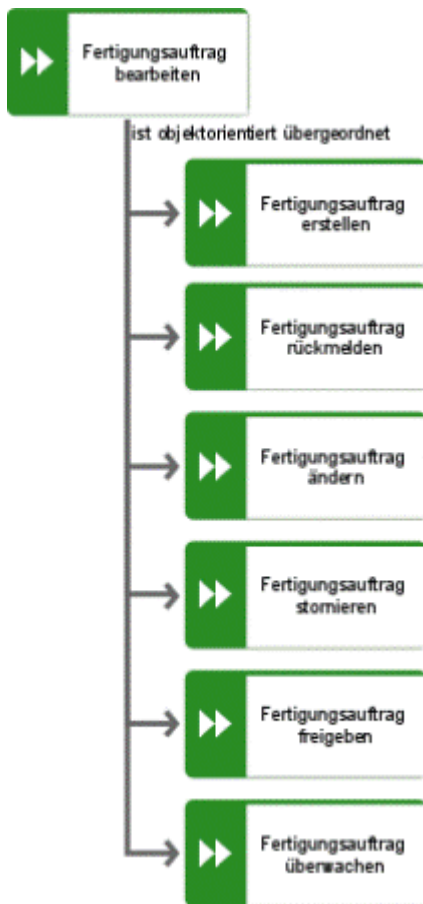 Fertigungsauftrag
bearbeiten
ist objektorientiert übergeordnet
Fertigungsauftrag
erstellen
Fertigungsauftrag
rückmelden
Fertigungsauftrag
ändern
Fertigungsauftrag
stornieren
Fertigungsauftrag
freigeben
Fertigungsauftrag
überwachen